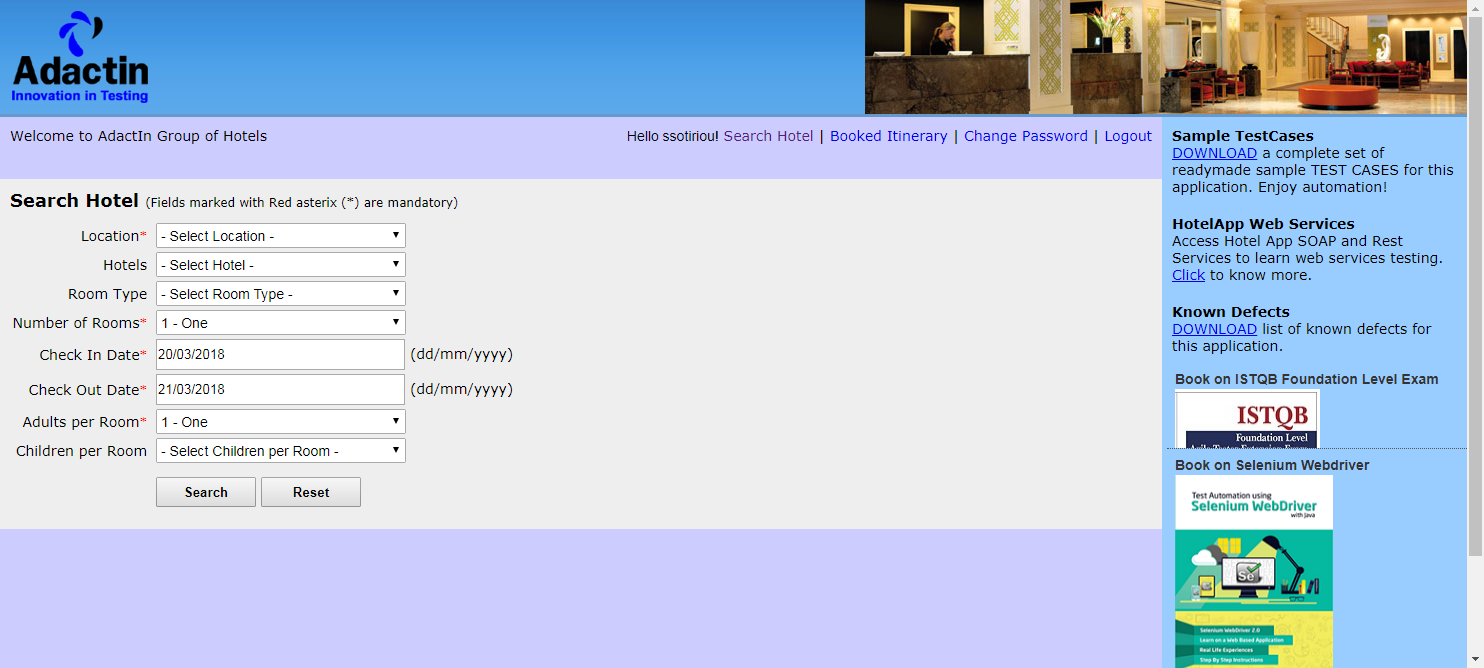 Adactin
Innovation in Testing
Welcome to AdactIn Group of Hotels
Hello ssotiriou! Search Hotel | Booked Itinerary | Change Password | Logout
Search Hotel (Fields marked with Red asterix (*) are mandatory)
Location* - Select Location -
Hotels - Select Hotel -
Room Type - Select Room Type -
Number of Rooms* 1 - One
Check In Date* 20/03/2018 (dd/mm/yyyy)
Check Out Date* 21/03/2018 (dd/mm/yyyy)
Adults per Room* 1 - One
Children per Room - Select Children per Room -
Search Reset
Sample TestCases
DOWNLOAD a complete set of
readymade sample TEST CASES for this
application. Enjoy automation!
HotelApp Web Services
Access Hotel App SOAP and Rest
Services to learn web services testing.
Click to know more.
Known Defects
DOWNLOAD list of known defects for
this application.
Book on ISTQB Foundation Level Exam
ISTQB
Foundation Level
Book on Selenium Webdriver
Test Automation using
Selenium WebDriver
with Java
Se
Selenium WebDriver 2.0
Learn on a Web Based Application
Real Life Experiences
Step By Step Instructions